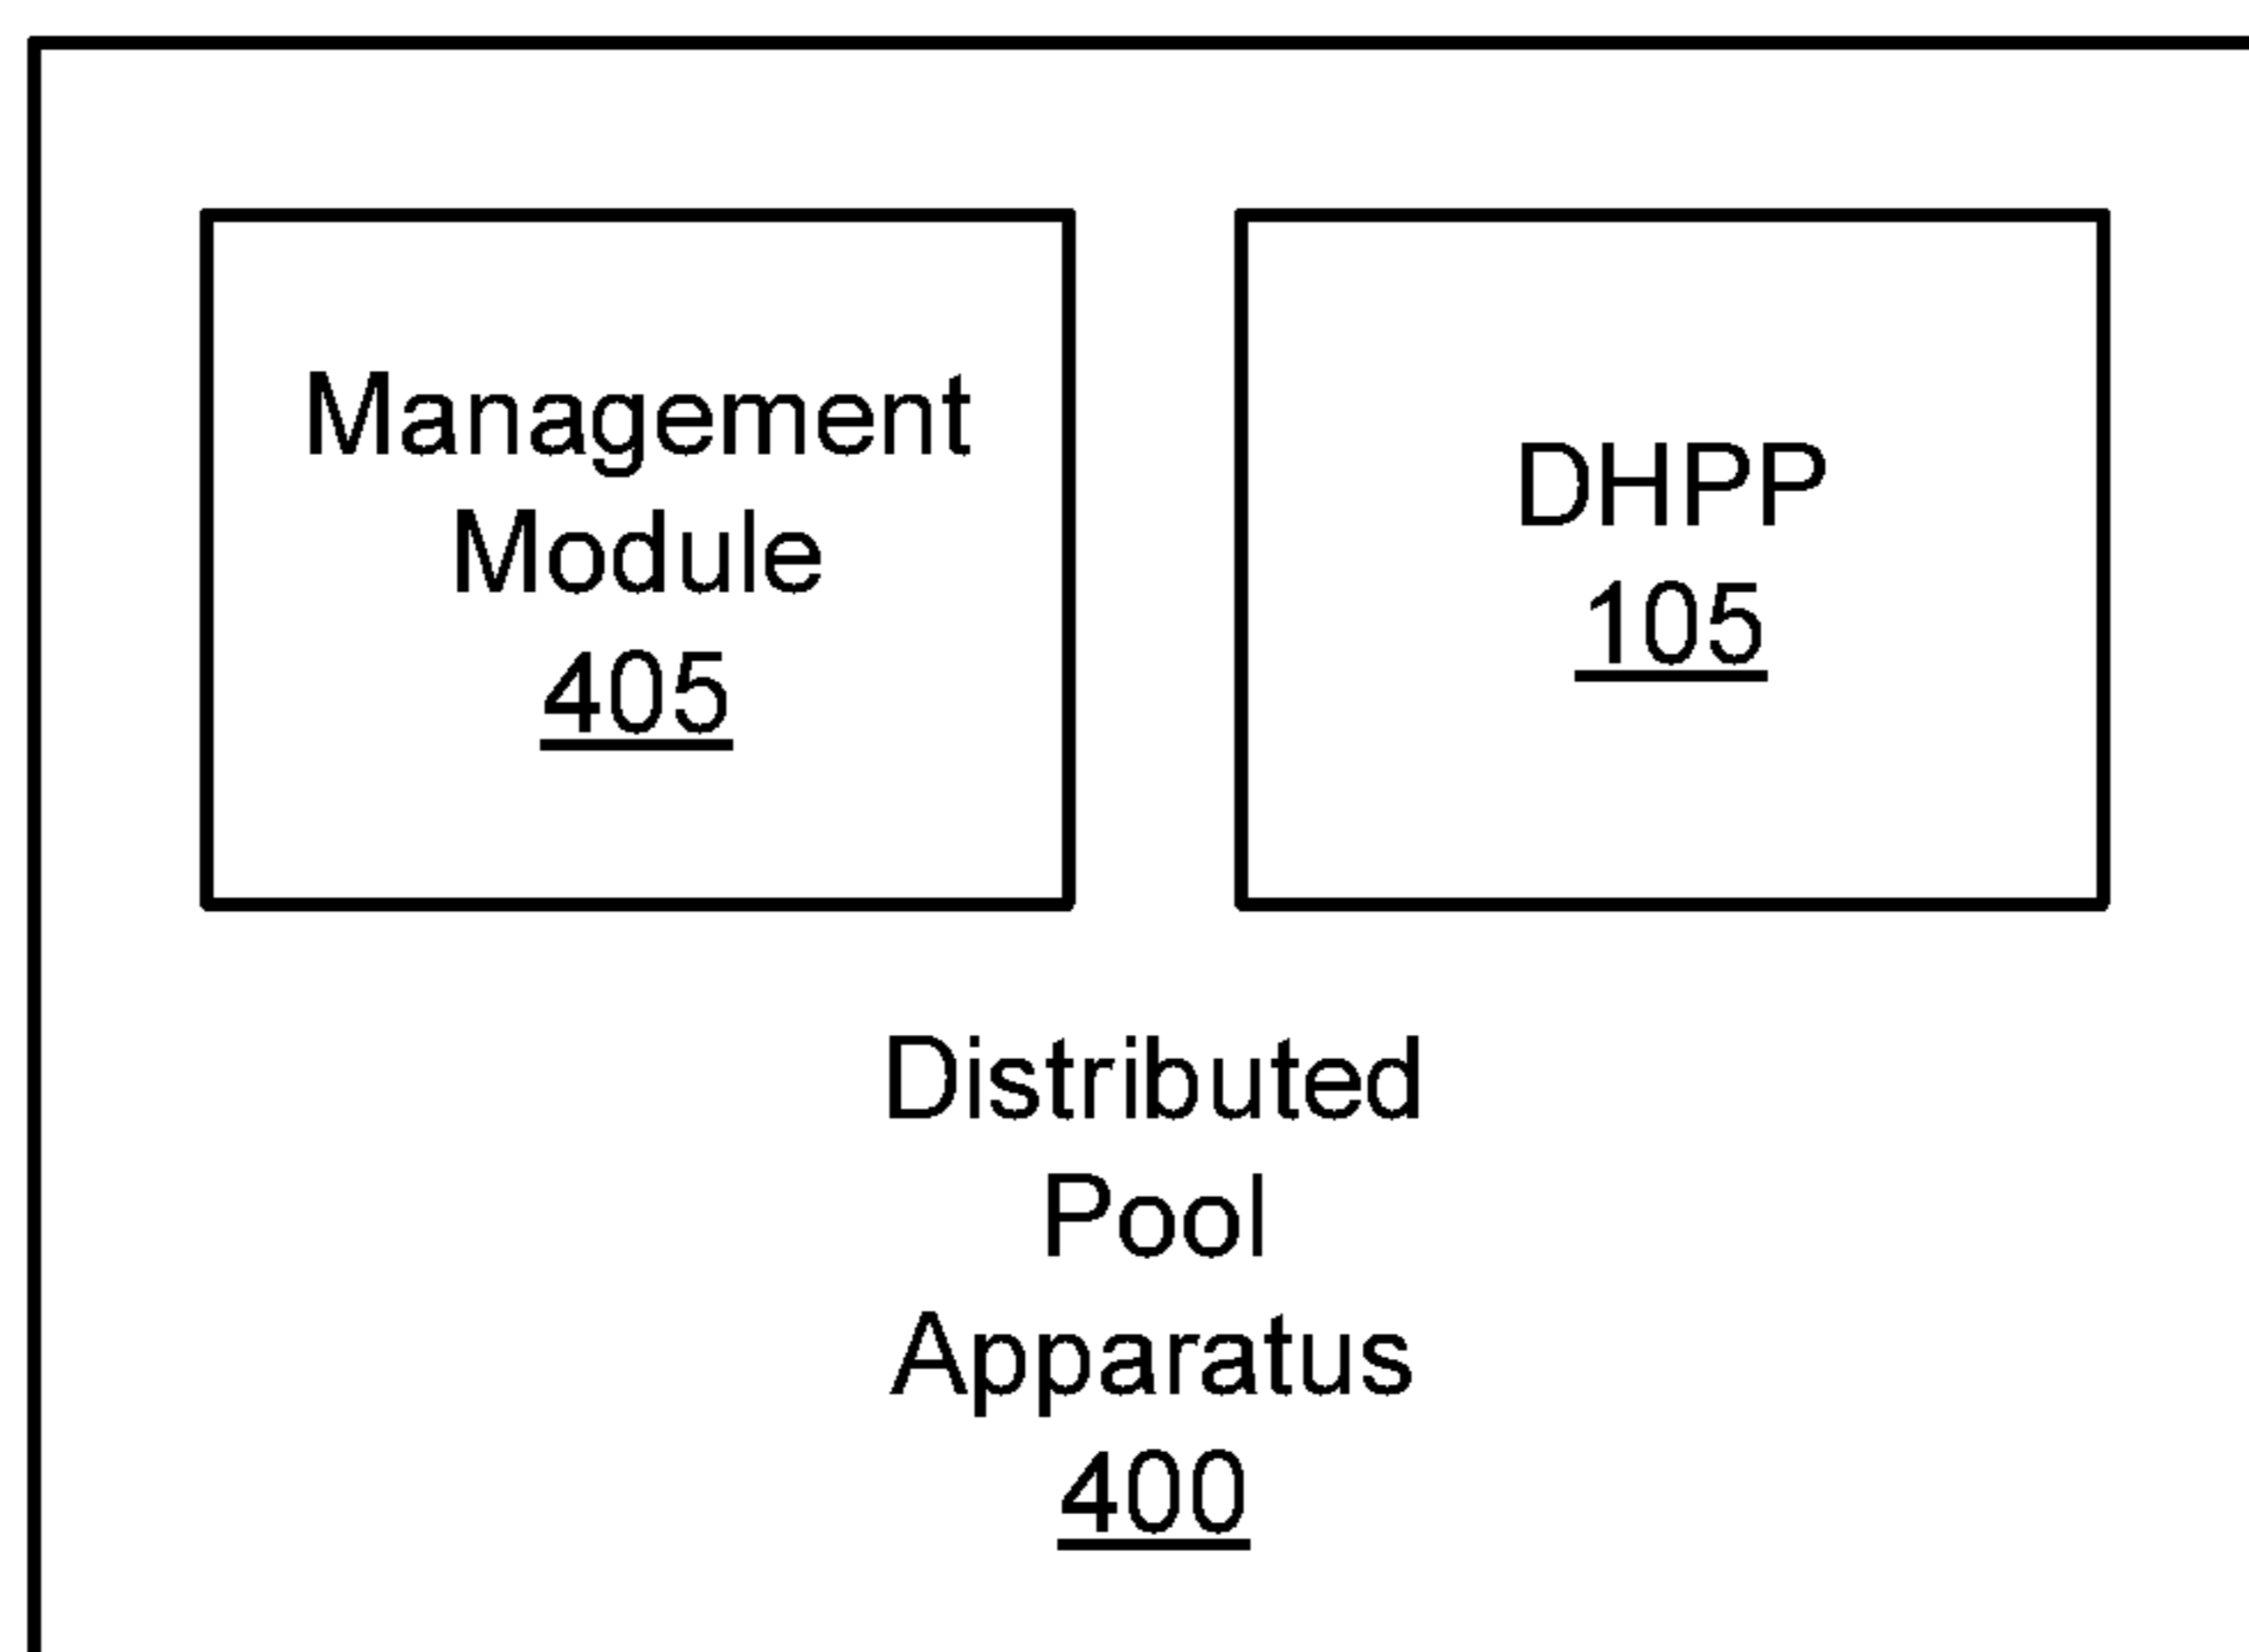 Management
Module
405
DHPP
105
Distributed
Pool
Apparatus
400